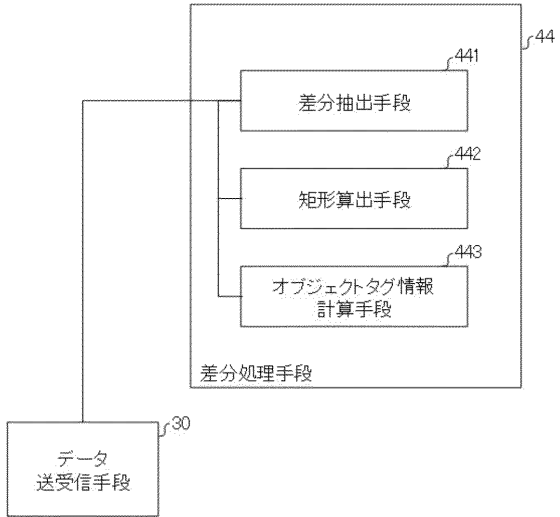 44
441
差分抽出手段
442
矩形算出手段
443
オブジェクトタグ情報
計算手段
差分処理手段
30
データ
送受信手段